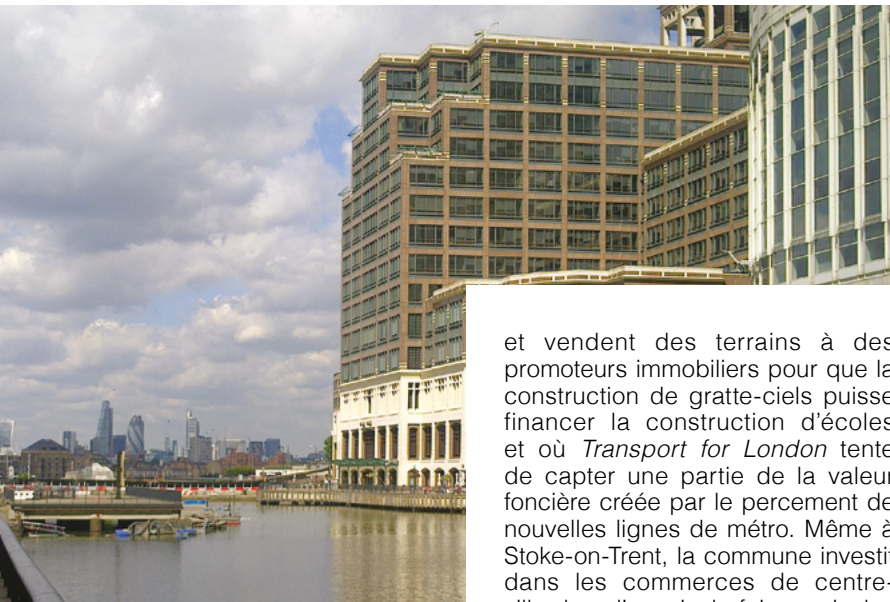 et vendent des terrains à des
promoteurs immobiliers pour que la
construction de gratte-ciels puisse
financer la construction d'écoles
et où Transport for London tente
de capter une partie de la valeur
foncière créée par le percement de
nouvelles lignes de métro. Même à
Stoke-on-Trent, la commune investit
dans les commerces de centre-